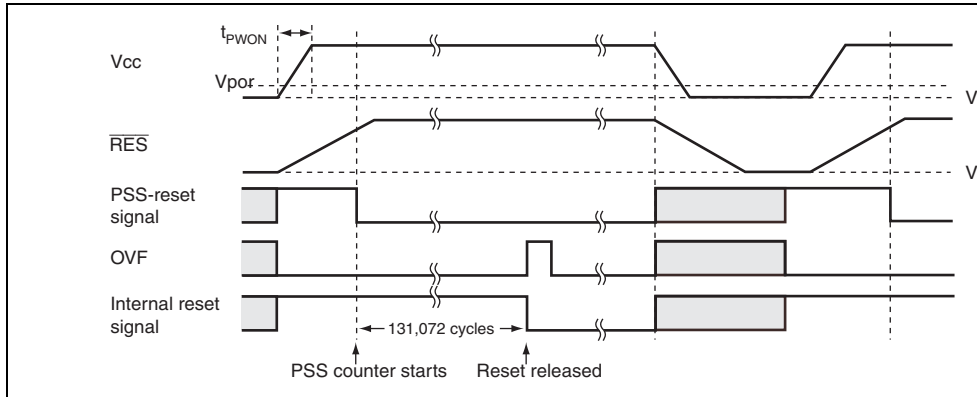 tPWON
Vcc
Vpor
V
RES
V
PSS-reset
signal
OVF
Internal reset
signal
131,072 cycles
PSS counter starts
Reset released